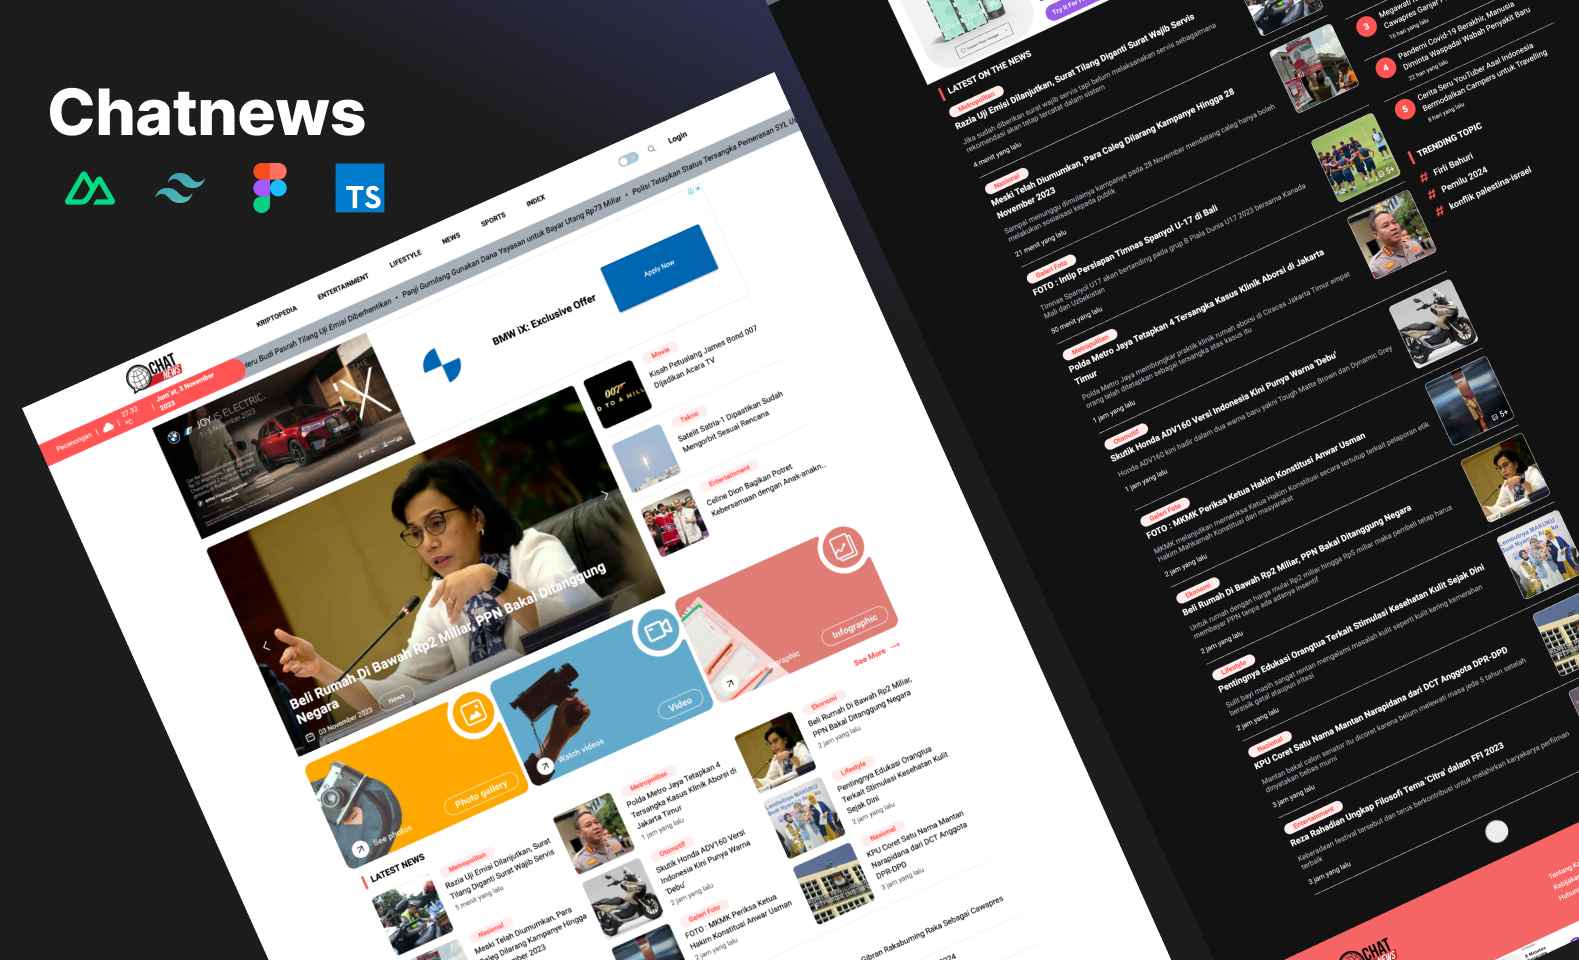 Chatnews
TS
Login
KRIPTOPEDIA
ENTERTAINMENT
LIFESTYLE
NEWS
SPORTS
INDEX
CHAT
NEWS
Heru Budi Pasrah Tilang Uji Emisi Diberhentikan • Panji Gumilang Gunakan Dana Yayasan untuk Bayar Utang Rp73 Miliar • Polisi Tetapkan Status Tersangka Pemerasan SYL
Pecenongan
27.32
°C
Jum'at, 3 November
2023
JOY IS ELECTRIC.
BMW iX: Exclusive Offer
Apply Now
007
Movie
Kisah Petualang James Bond 007
Dijadikan Acara TV
Tekno
Satelit Satria-1 Dipastikan Sudah
Mengorbit Sesuai Rencana
Entertainment
Celine Dion Bagikan Potret
Kebersamaan dengan Anak-anakn...
Beli Rumah Di Bawah Rp2 Miliar, PPN Bakal Ditanggung
Negara
03 November 2023
News
Photo gallery
See photos
Video
Watch videos
Infographic
See More
LATEST NEWS
Metropolitan
Razia Uji Emisi Dilanjutkan, Surat
Tilang Diganti Surat Wajib Servis
5 menit yang lalu
Nasional
Meski Telah Diumumkan, Para
Caleg Dilarang Kampanye Hingga
Metropolitan
Polda Metro Jaya Tetapkan 4
Tersangka Kasus Klinik Aborsi di
Jakarta Timur
1 jam yang lalu
Otomotif
Skutik Honda ADV160 Versi
Indonesia Kini Punya Warna
'Debu'
2 jam yang lalu
Galeri Foto
FOTO : MKMK Periksa Ketua
Hakim Konstitusi Anwar Usman
2 jam yang lalu
Ekonomi
Beli Rumah Di Bawah Rp2 Miliar,
PPN Bakal Ditanggung Negara
2 jam yang lalu
Lifestyle
Pentingnya Edukasi Orangtua
Terkait Stimulasi Kesehatan Kulit
Sejak Dini
2 jam yang lalu
Nasional
KPU Coret Satu Nama Mantan
Narapidana dari DCT Anggota
DPR-DPD
3 jam yang lalu
Gibran Rakabuming Raka Sebagai Cawapres
LATEST ON THE NEWS
Metropolitan
Razia Uji Emisi Dilanjutkan, Surat Tilang Diganti Surat Wajib Servis
Jika sudah diberikan surat wajib servis tapi belum melaksanakan servis sebagaimana
rekomendasi akan tetap tercatat dalam sistem
4 menit yang lalu
Nasional
Meski Telah Diumumkan, Para Caleg Dilarang Kampanye Hingga 28
November 2023
Sampai menunggu dimulainya kampanye pada 28 November mendatang caleg hanya boleh
melakukan sosialisasi kepada publik
21 menit yang lalu
Galeri Foto
FOTO : Intip Persiapan Timnas Spanyol U-17 di Bali
Timnas Spanyol U17 akan bertanding pada grup B Piala Dunia U17 2023 bersama Kanada
Mali dan Uzbekistan
50 menit yang lalu
5+
Metropolitan
Polda Metro Jaya Tetapkan 4 Tersangka Kasus Klinik Aborsi di Jakarta
Timur
Polda Metro Jaya membongkar praktik klinik rumah aborsi di Ciracas Jakarta Timur empat
orang telah ditetapkan sebagai tersangka atas kasus itu
1 jam yang lalu
Otomotif
Skutik Honda ADV160 Versi Indonesia Kini Punya Warna 'Debu'
Honda ADV160 kini hadir dalam dua warna baru yakni Tough Matte Brown dan Dynamic Grey
1 jam yang lalu
Galeri Foto
FOTO : MKMK Periksa Ketua Hakim Konstitusi Anwar Usman
MKMK melanjutkan memeriksa Ketua Hakim Konstitusi secara tertutup terkait pelaporan etik
Hakim Mahkamah Konstitusi dari masyarakat
2 jam yang lalu
5+
Ekonomi
Beli Rumah Di Bawah Rp2 Miliar, PPN Bakal Ditanggung Negara
Untuk rumah dengan harga mulai Rp2 miliar hingga Rp5 miliar maka pembeli tetap harus
membayar PPN tanpa ada adanya insentif
2 jam yang lalu
Lifestyle
Pentingnya Edukasi Orangtua Terkait Stimulasi Kesehatan Kulit Sejak Dini
Kulit bayi masih sangat rentan mengalami masalah kulit seperti kulit kering kemerahan
bersisik gatal ataupun iritasi
2 jam yang lalu
Nasional
KPU Coret Satu Nama Mantan Narapidana dari DCT Anggota DPR-DPD
Mantan bakal calon senator itu dicoret karena belum melewati masa jeda 5 tahun setelah
dinyatakan bebas murni
3 jam yang lalu
Entertainment
Reza Rahadian Ungkap Filosofi Tema 'Citra' dalam FFI 2023
Keberadaan festival tersebut dan terus berkontribusi untuk melahirkan karyakarya perfilman
terbaik
3 jam yang lalu
3
Megawati
Cawapres Ganjar
16 hari yang lalu
4
Pandemi Covid-19 Berakhir, Manusia
Diminta Waspadai Wabah Penyakit Baru
22 hari yang lalu
5
Cerita Seru YouTuber Asal Indonesia
Bermodalkan Campers untuk Travelling
8 hari yang lalu
TRENDING TOPIC
# Firli Bahuri
# Pemilu 2024
# konflik palestina-israel
CHAT
NEWS